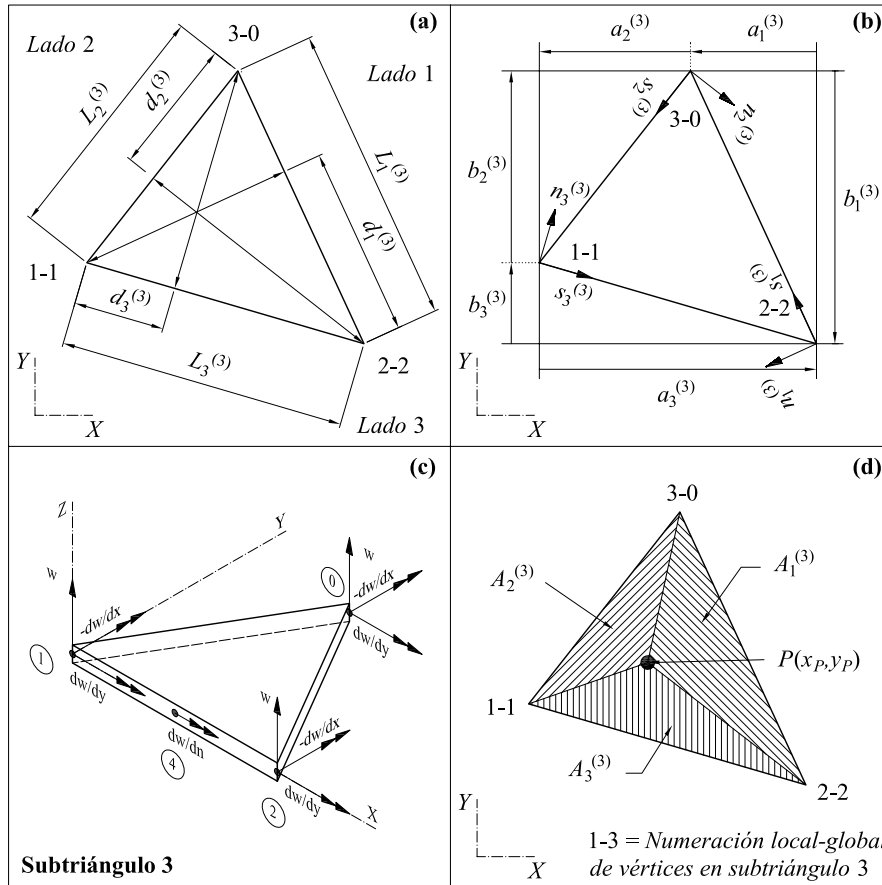 (a)
3-0
Lado 2
Lado 1
L₂⁽³⁾
d₂⁽³⁾
L₁⁽³⁾
d₁⁽³⁾
1-1
d₃⁽³⁾
L₃⁽³⁾
2-2
Lado 3
Y
X
(b)
a₂⁽³⁾
a₁⁽³⁾
s₂⁽³⁾
n₂⁽³⁾
3-0
b₂⁽³⁾
b₁⁽³⁾
n₃⁽³⁾
1-1
s₃⁽³⁾
s₁⁽³⁾
b₃⁽³⁾
2-2
a₃⁽³⁾
n₁⁽³⁾
Y
X
(c)
Z
Y
w
w
0
-dw/dx
-dw/dx
dw/dy
1
dw/dy
w
-dw/dx
dw/dn
4
2
dw/dy
X
Subtriángulo 3
(d)
3-0
A₂⁽³⁾
A₁⁽³⁾
P(xₚ,yₚ)
1-1
A₃⁽³⁾
2-2
Y
X
1-3 = Numeración local-global
de vértices en subtriángulo 3